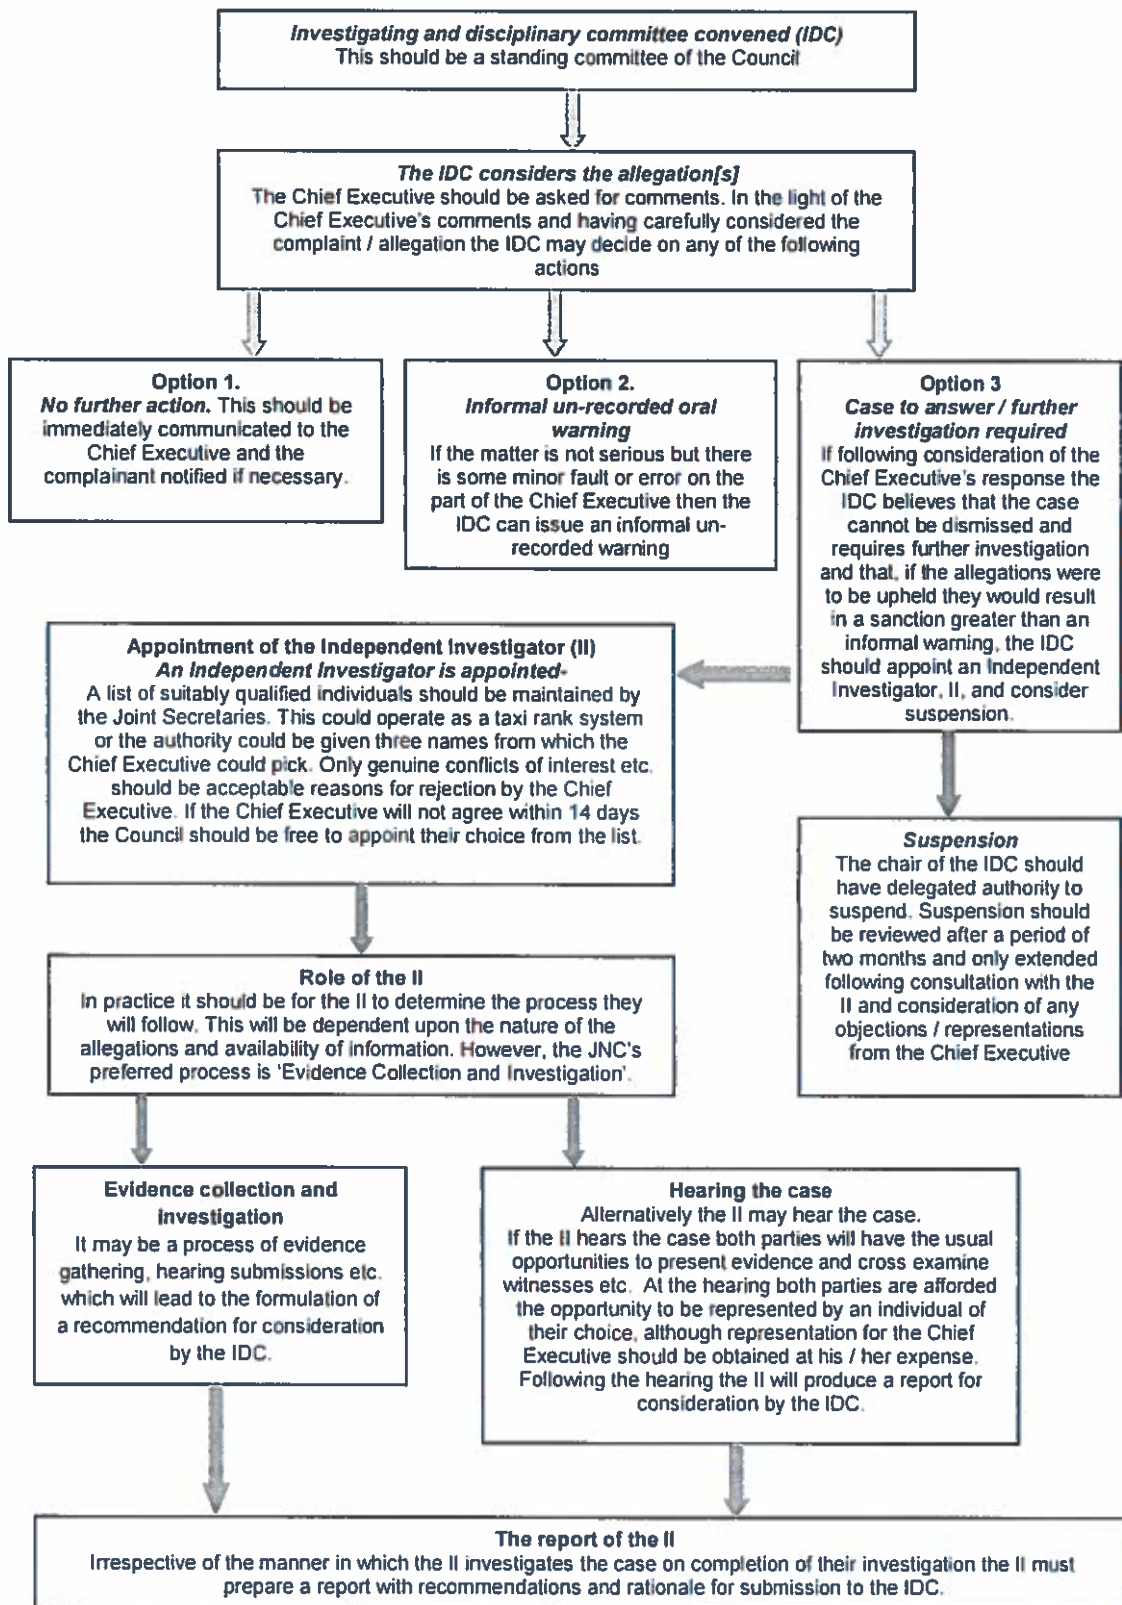 Investigating and disciplinary committee convened (IDC)
This should be a standing committee of the Council
The IDC considers the allegation[s]
The Chief Executive should be asked for comments. In the light of the
Chief Executive's comments and having carefully considered the
complaint / allegation the IDC may decide on any of the following
actions
Option 1.
No further action. This should be
immediately communicated to the
Chief Executive and the
complainant notified if necessary.
Option 2.
Informal un-recorded oral
warning
If the matter is not serious but there
is some minor fault or error on the
part of the Chief Executive then the
IDC can issue an informal un-
recorded warning
Option 3
Case to answer / further
investigation required
If following consideration of the
Chief Executive's response the
IDC believes that the case
cannot be dismissed and
requires further investigation
and that, if the allegations were
to be upheld they would result
in a sanction greater than an
informal warning, the IDC
should appoint an Independent
Investigator, II, and consider
suspension.
Appointment of the Independent Investigator (II)
An Independent Investigator is appointed-
A list of suitably qualified individuals should be maintained by
the Joint Secretaries. This could operate as a taxi rank system
or the authority could be given three names from which the
Chief Executive could pick. Only genuine conflicts of interest etc.
should be acceptable reasons for rejection by the Chief
Executive. If the Chief Executive will not agree within 14 days
the Council should be free to appoint their choice from the list.
Suspension
The chair of the IDC should
have delegated authority to
suspend. Suspension should
be reviewed after a period of
two months and only extended
following consultation with the
II and consideration of any
objections / representations
from the Chief Executive
Role of the II
In practice it should be for the II to determine the process they
will follow. This will be dependent upon the nature of the
allegations and availability of information. However, the JNC's
preferred process is 'Evidence Collection and Investigation'.
Evidence collection and
investigation
It may be a process of evidence
gathering, hearing submissions etc.
which will lead to the formulation of
a recommendation for consideration
by the IDC.
Hearing the case
Alternatively the II may hear the case.
If the II hears the case both parties will have the usual
opportunities to present evidence and cross examine
witnesses etc. At the hearing both parties are afforded
the opportunity to be represented by an individual of
their choice, although representation for the Chief
Executive should be obtained at his / her expense.
Following the hearing the II will produce a report for
consideration by the IDC.
The report of the II
Irrespective of the manner in which the II investigates the case on completion of their investigation the II must
prepare a report with recommendations and rationale for submission to the IDC.